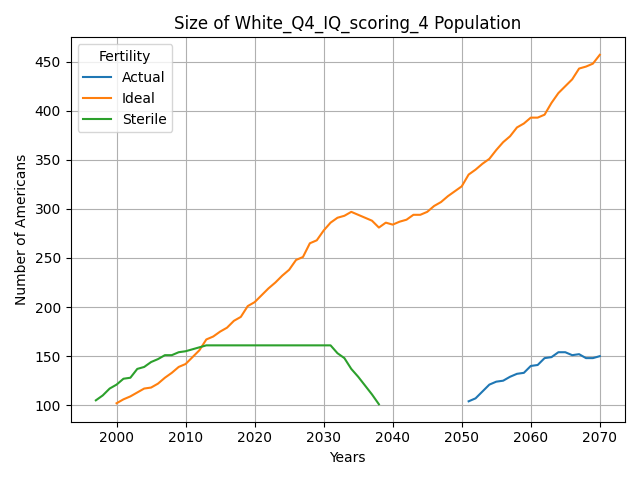 Size of White_Q4_IQ_scoring_4 Population
Fertility
Actual
Ideal
Sterile
Number of Americans
450
400
350
300
250
200
150
100
2000 2010 2020 2030 2040 2050 2060 2070
Years